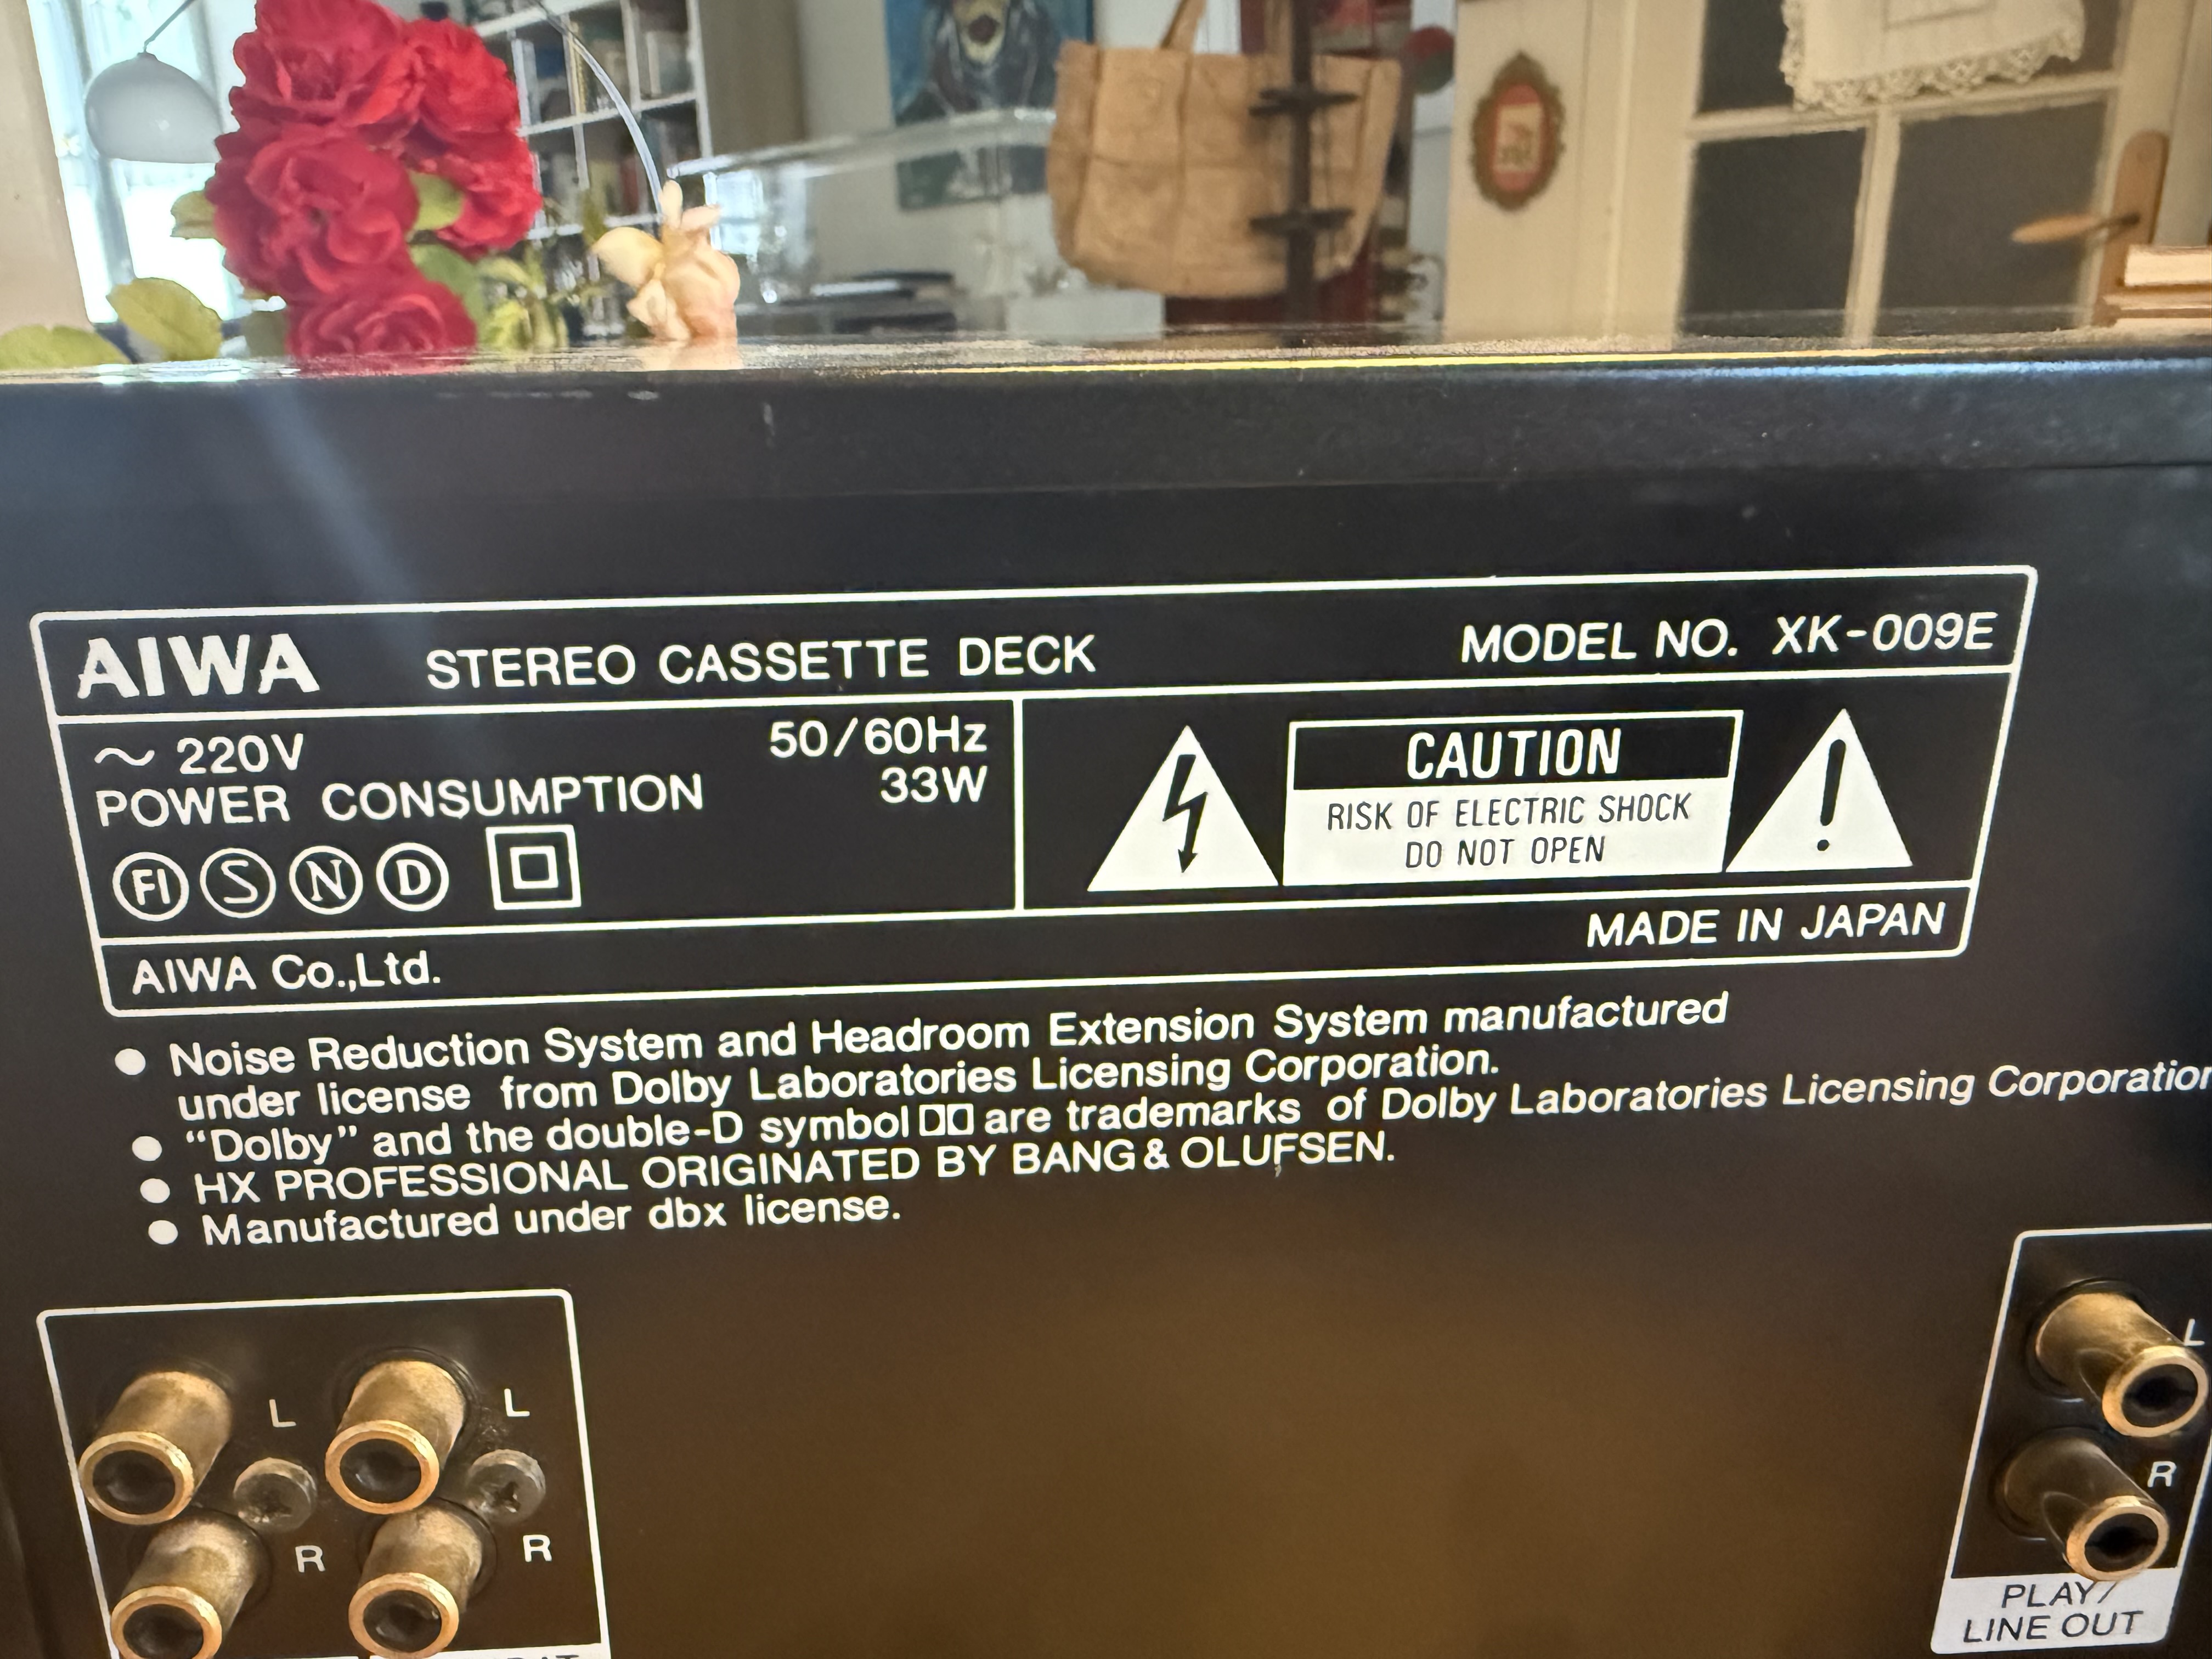 AIWA STEREO CASSETTE DECK MODEL NO. XK-009E
~ 220V 50/60Hz
POWER CONSUMPTION 33W
FI S N D
CAUTION
RISK OF ELECTRIC SHOCK
DO NOT OPEN
AIWA Co.,Ltd. MADE IN JAPAN
● Noise Reduction System and Headroom Extension System manufactured
under license from Dolby Laboratories Licensing Corporation.
● “Dolby” and the double-D symbol are trademarks of Dolby Laboratories Licensing Corporation
● HX PROFESSIONAL ORIGINATED BY BANG & OLUFSEN.
● Manufactured under dbx license.
L L
R R
L
R
PLAY/
LINE OUT